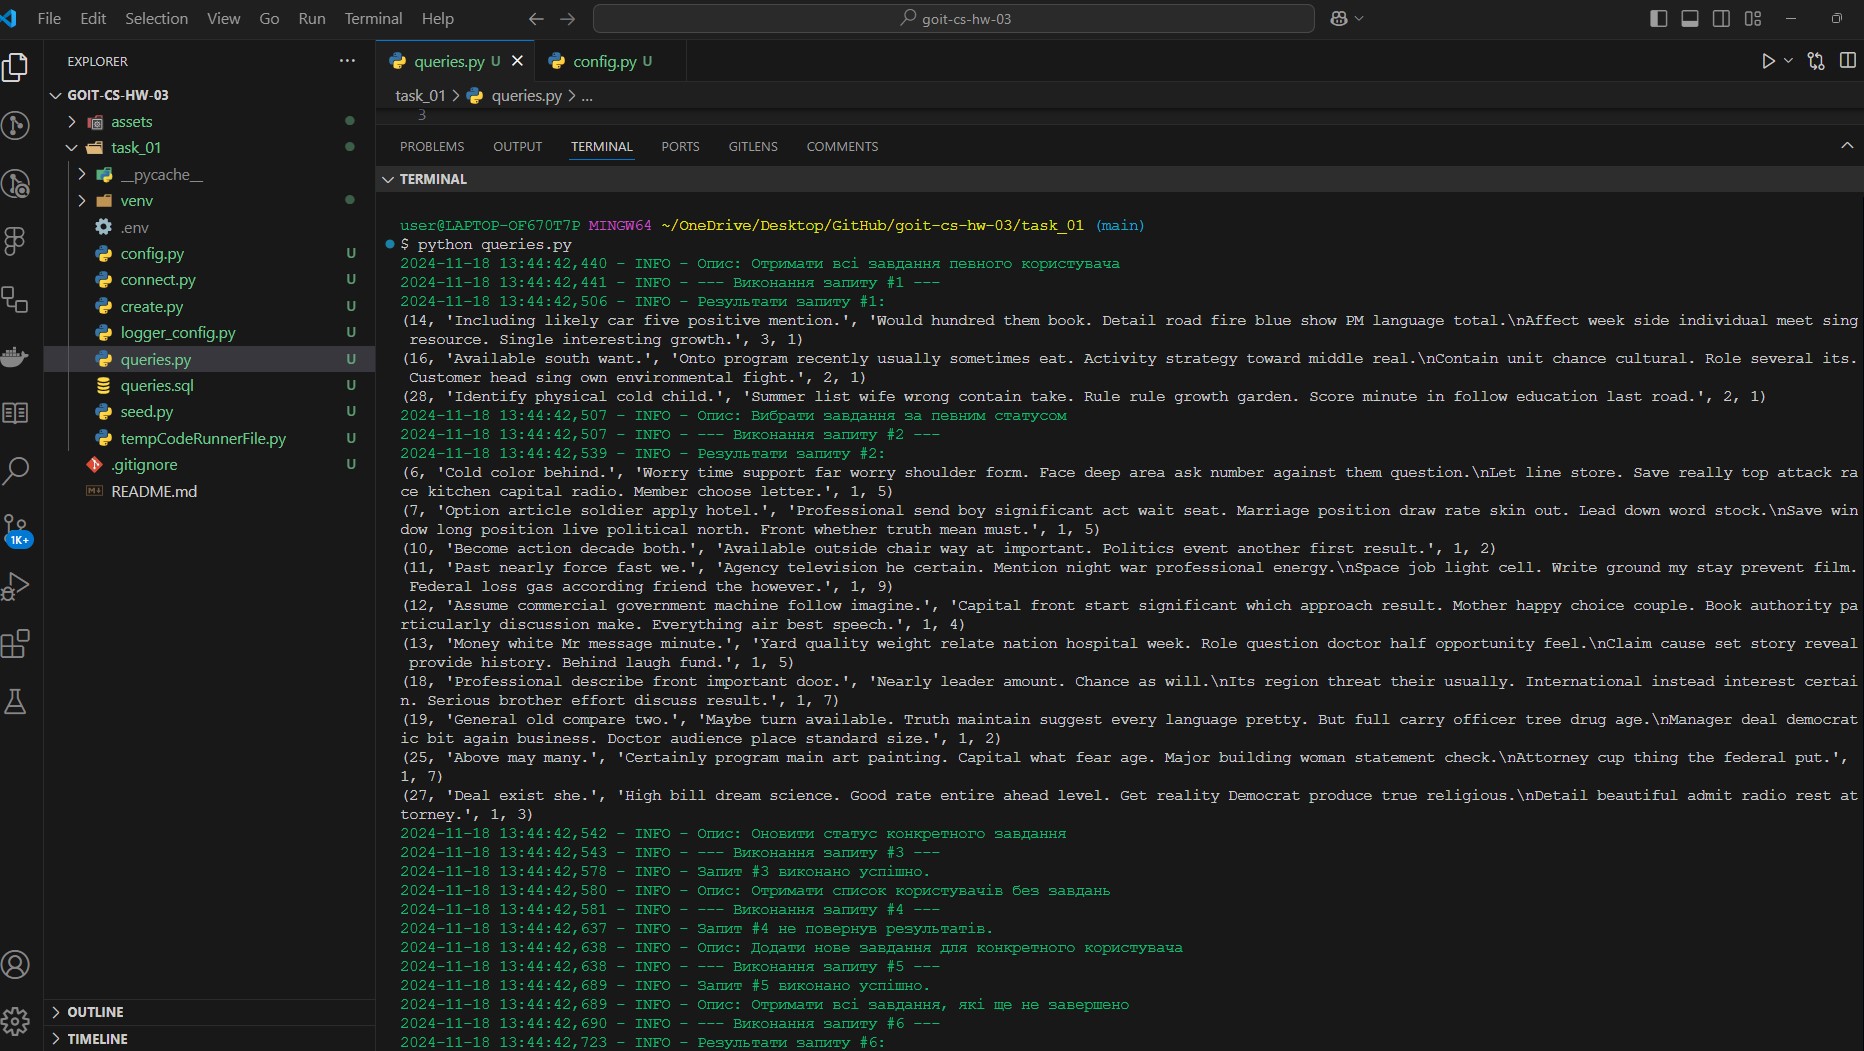 File Edit Selection View Go Run Terminal Help
goit-cs-hw-03
EXPLORER
GOIT-CS-HW-03
assets
task_01
__pycache__
venv
.env
config.py U
connect.py U
create.py U
logger_config.py U
queries.py U
queries.sql U
seed.py U
tempCodeRunnerFile.py U
.gitignore U
README.md
OUTLINE
TIMELINE
1K+
queries.py U
config.py U
task_01 > queries.py > ...
3
PROBLEMS OUTPUT TERMINAL PORTS GITLENS COMMENTS
TERMINAL
user@LAPTOP-OF670T7P MINGW64 ~/OneDrive/Desktop/GitHub/goit-cs-hw-03/task_01 (main)
$ python queries.py
2024-11-18 13:44:42,440 - INFO - Опис: Отримати всі завдання певного користувача
2024-11-18 13:44:42,441 - INFO - --- Виконання запиту #1 ---
2024-11-18 13:44:42,506 - INFO - Результати запиту #1:
(14, 'Including likely car five positive mention.', 'Would hundred them book. Detail road fire blue show PM language total.\nAffect week side individual meet sing
resource. Single interesting growth.', 3, 1)
(16, 'Available south want.', 'Onto program recently usually sometimes eat. Activity strategy toward middle real.\nContain unit chance cultural. Role several its.
Customer head sing own environmental fight.', 2, 1)
(28, 'Identify physical cold child.', 'Summer list wife wrong contain take. Rule rule growth garden. Score minute in follow education last road.', 2, 1)
2024-11-18 13:44:42,507 - INFO - Опис: Вибрати завдання за певним статусом
2024-11-18 13:44:42,507 - INFO - --- Виконання запиту #2 ---
2024-11-18 13:44:42,539 - INFO - Результати запиту #2:
(6, 'Cold color behind.', 'Worry time support far worry shoulder form. Face deep area ask number against them question.\nLet line store. Save really top attack ra
ce kitchen capital radio. Member choose letter.', 1, 5)
(7, 'Option article soldier apply hotel.', 'Professional send boy significant act wait seat. Marriage position draw rate skin out. Lead down word stock.\nSave win
dow long position live political north. Front whether truth mean must.', 1, 5)
(10, 'Become action decade both.', 'Available outside chair way at important. Politics event another first result.', 1, 2)
(11, 'Past nearly force fast we.', 'Agency television he certain. Mention night war professional energy.\nSpace job light cell. Write ground my stay prevent film.
Federal loss gas according friend the however.', 1, 9)
(12, 'Assume commercial government machine follow imagine.', 'Capital front start significant which approach result. Mother happy choice couple. Book authority pa
rticularly discussion make. Everything air best speech.', 1, 4)
(13, 'Money white Mr message minute.', 'Yard quality weight relate nation hospital week. Role question doctor half opportunity feel.\nClaim cause set story reveal
provide history. Behind laugh fund.', 1, 5)
(18, 'Professional describe front important door.', 'Nearly leader amount. Chance as will.\nIts region threat their usually. International instead interest certai
n. Serious brother effort discuss result.', 1, 7)
(19, 'General old compare two.', 'Maybe turn available. Truth maintain suggest every language pretty. But full carry officer tree drug age.\nManager deal democrat
ic bit again business. Doctor audience place standard size.', 1, 2)
(25, 'Above may many.', 'Certainly program main art painting. Capital what fear age. Major building woman statement check.\nAttorney cup thing the federal put.',
1, 7)
(27, 'Deal exist she.', 'High bill dream science. Good rate entire ahead level. Get reality Democrat produce true religious.\nDetail beautiful admit radio rest at
torney.', 1, 3)
2024-11-18 13:44:42,542 - INFO - Опис: Оновити статус конкретного завдання
2024-11-18 13:44:42,543 - INFO - --- Виконання запиту #3 ---
2024-11-18 13:44:42,578 - INFO - Запит #3 виконано успішно.
2024-11-18 13:44:42,580 - INFO - Опис: Отримати список користувачів без завдань
2024-11-18 13:44:42,581 - INFO - --- Виконання запиту #4 ---
2024-11-18 13:44:42,637 - INFO - Запит #4 не повернув результатів.
2024-11-18 13:44:42,638 - INFO - Опис: Додати нове завдання для конкретного користувача
2024-11-18 13:44:42,638 - INFO - --- Виконання запиту #5 ---
2024-11-18 13:44:42,689 - INFO - Запит #5 виконано успішно.
2024-11-18 13:44:42,689 - INFO - Опис: Отримати всі завдання, які ще не завершено
2024-11-18 13:44:42,690 - INFO - --- Виконання запиту #6 ---
2024-11-18 13:44:42,723 - INFO - Результати запиту #6: